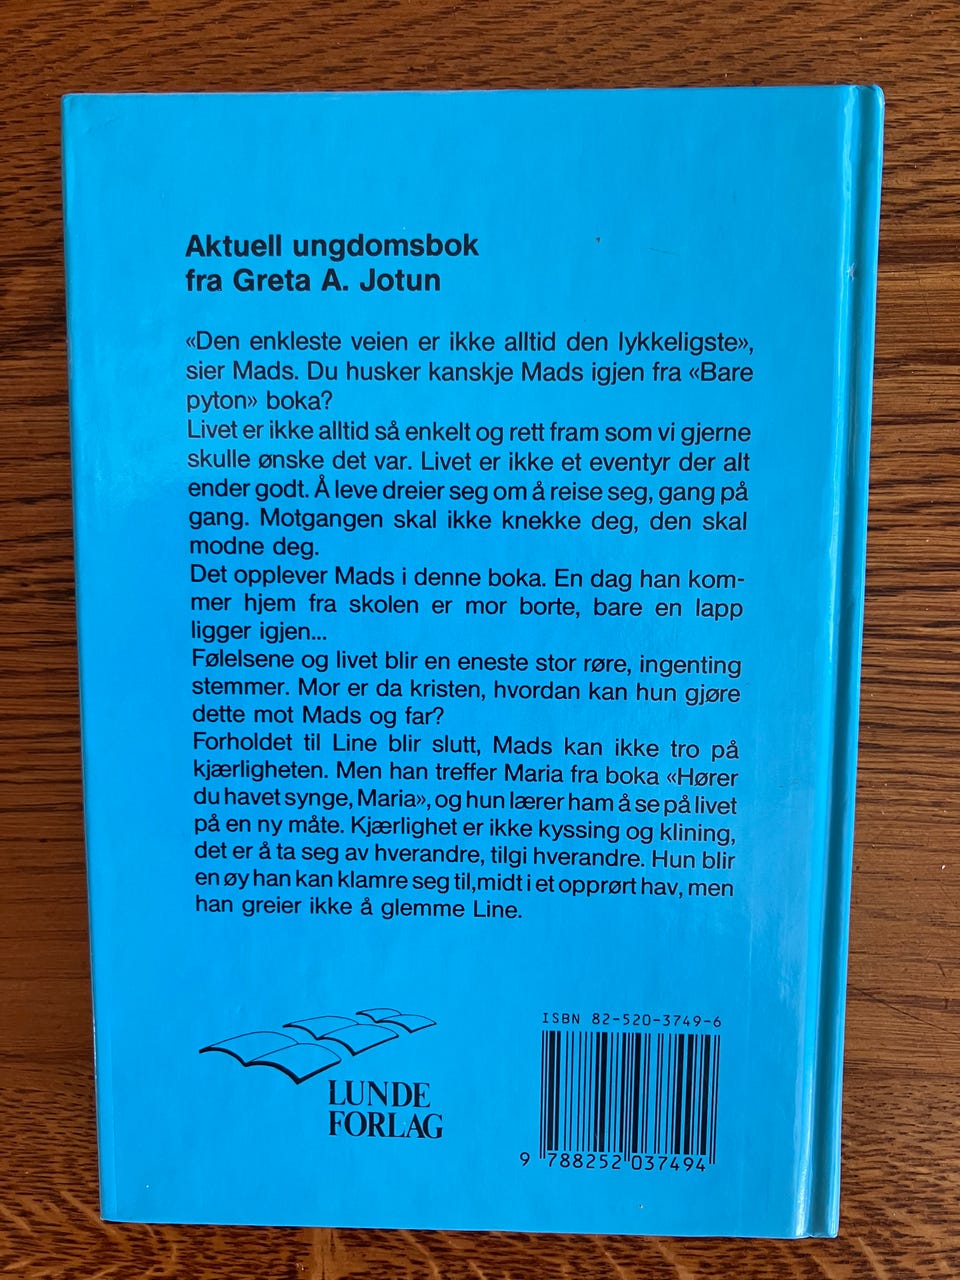 Aktuell ungdomsbok
fra Greta A. Jotun
«Den enkleste veien er ikke alltid den lykkeligste»,
sier Mads. Du husker kanskje Mads igjen fra «Bare
pyton» boka?
Livet er ikke alltid så enkelt og rett fram som vi gjerne
skulle ønske det var. Livet er ikke et eventyr der alt
ender godt. Å leve dreier seg om å reise seg, gang på
gang. Motgangen skal ikke knekke deg, den skal
modne deg.
Det opplever Mads i denne boka. En dag han kom-
mer hjem fra skolen er mor borte, bare en lapp
ligger igjen...
Følelsene og livet blir en eneste stor røre, ingenting
stemmer. Mor er da kristen, hvordan kan hun gjøre
dette mot Mads og far?
Forholdet til Line blir slutt, Mads kan ikke tro på
kjærligheten. Men han treffer Maria fra boka «Hører
du havet synge, Maria», og hun lærer ham å se på livet
på en ny måte. Kjærlighet er ikke kyssing og klining,
det er å ta seg av hverandre, tilgi hverandre. Hun blir
en øy han kan klamre seg til,midt i et opprørt hav, men
han greier ikke å glemme Line.
LUNDE
FORLAG
ISBN 82-520-3749-6
9 788252 037494